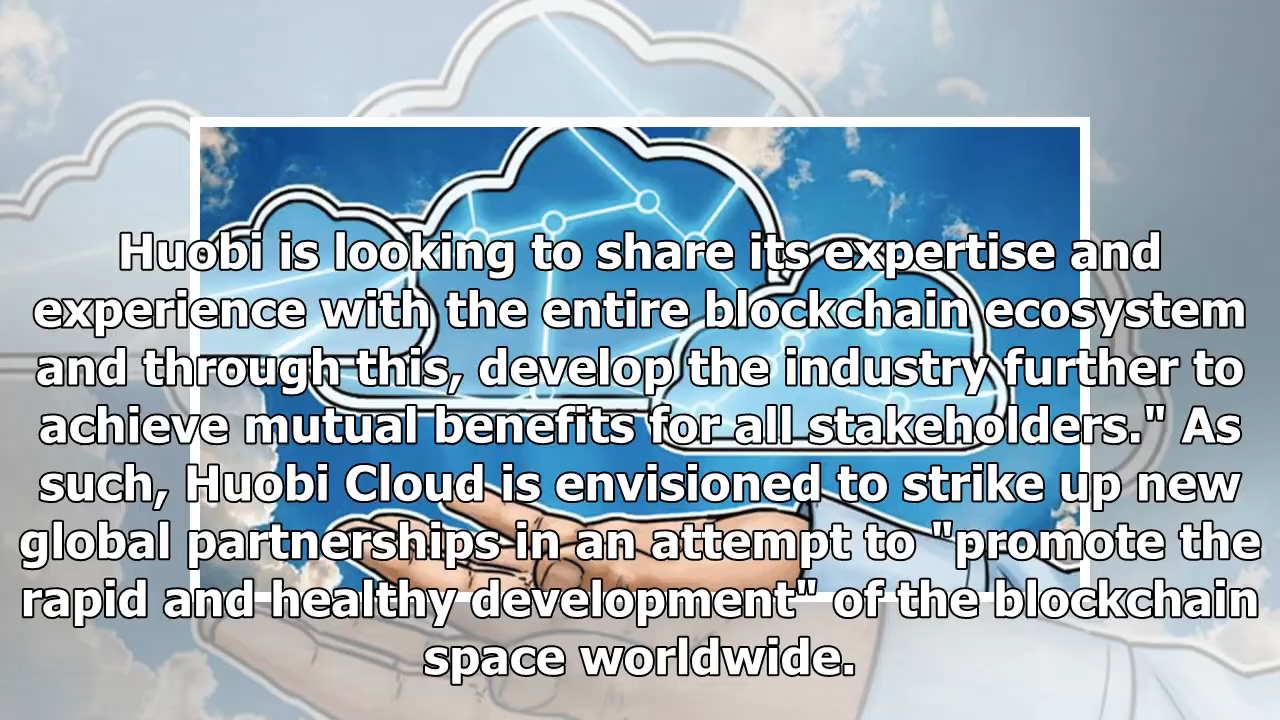 Huobi is looking to share its expertise and
experience with the entire blockchain ecosystem
and through this, develop the industry further to
achieve mutual benefits for all stakeholders." As
such, Huobi Cloud is envisioned to strike up new
global partnerships in an attempt to "promote the
rapid and healthy development" of the blockchain
space worldwide.